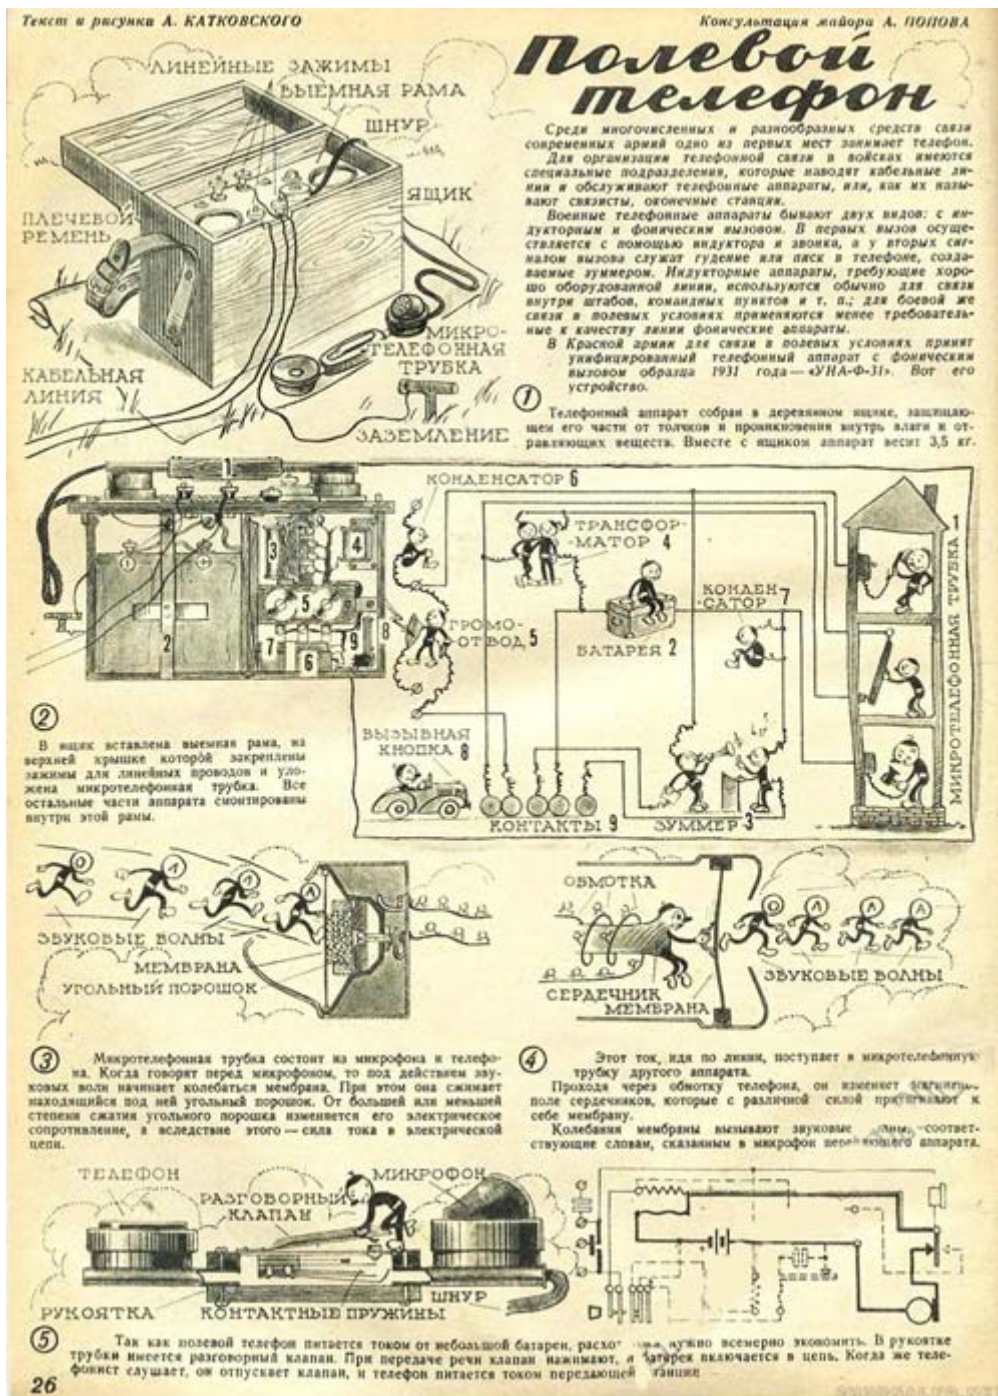 Текст и рисунки А. КАТКОВСКОГО
Консультация майора А. ПОПОВА
Полевой
телефон
ЛИНЕЙНЫЕ ЗАЖИМЫ
ВЫЕМНАЯ РАМА
ШНУР
ЯЩИК
ПЛЕЧЕВОЙ
РЕМЕНЬ
МИКРО-
ТЕЛЕФОННАЯ
ТРУБКА
КАБЕЛЬНАЯ
ЛИНИЯ
ЗАЗЕМЛЕНИЕ
Среди многочисленных и разнообразных средств связи
современных армий одно из первых мест занимает телефон.
Для организации телефонной связи в войсках имеются
специальные подразделения, которые наводят кабельные ли-
нии и обслуживают телефонные аппараты, или, как их назы-
вают связисты, оконечные станции.
Военные телефонные аппараты бывают двух видов: с ин-
дукторным и фоническим вызовом. В первых вызов осуще-
ствляется с помощью индуктора и звонка, а у вторых сиг-
налом вызова служат гудение или писк в телефоне, созда-
ваемые зуммером. Индукторные аппараты, требующие хоро-
шо оборудованной линии, используются обычно для связи
внутри штабов, командных пунктов и т. п.; для боевой же
связи в полевых условиях применяются менее требователь-
ные к качеству линии фонические аппараты.
В Красной армии для связи в полевых условиях принят
унифицированный телефонный аппарат с фоническим
вызовом образца 1931 года — «УНА-Ф-31». Вот его
устройство.
1
Телефонный аппарат собран в деревянном ящике, защищаю-
щем его части от толчков и проникновения внутрь влаги и от-
равляющих веществ. Вместе с ящиком аппарат весит 3,5 кг.
1
3
4
5
2
7
6
9
8
КОНДЕНСАТОР 6
ТРАНСФОР-
МАТОР 4
ГРОМО-
ОТВОД 5
БАТАРЕЯ 2
КОНДЕН-
САТОР 7
МИКРОТЕЛЕФОННАЯ ТРУБКА 1
ВЫЗЫВНАЯ
КНОПКА 8
КОНТАКТЫ 9
ЗУММЕР 3
2
В ящик вставлена выемная рама, на
верхней крышке которой закреплены
зажимы для линейных проводов и уло-
жена микротелефонная трубка. Все
остальные части аппарата смонтированы
внутри этой рамы.
ЗВУКОВЫЕ ВОЛНЫ
МЕМБРАНА
УГОЛЬНЫЙ ПОРОШОК
ОБМОТКА
СЕРДЕЧНИК
МЕМБРАНА
ЗВУКОВЫЕ ВОЛНЫ
3
Микротелефонная трубка состоит из микрофона и телефо-
на. Когда говорят перед микрофоном, то под действием зву-
ковых волн начинает колебаться мембрана. При этом она сжимает
находящийся под ней угольный порошок. От большей или меньшей
степени сжатия угольного порошка изменяется его электрическое
сопротивление, а вследствие этого — сила тока в электрической
цепи.
4
Этот ток, идя по линии, поступает в микротелефонную
трубку другого аппарата.
Проходя через обмотку телефона, он изменяет
поле сердечников, которые с различной силой притягивают к
себе мембрану.
Колебания мембраны вызывают звуковые соответ-
ствующие словам, сказанным в микрофон аппарата.
ТЕЛЕФОН
МИКРОФОН
РАЗГОВОРНЫЙ
КЛАПАН
РУКОЯТКА
КОНТАКТНЫЕ ПРУЖИНЫ
ШНУР
5
Так как полевой телефон питается током от небольшой батареи, нужно всемерно экономить. В рукоятке
трубки имеется разговорный клапан. При передаче речи клапан нажимают, и батарея включается в цепь. Когда же теле-
фонист слушает, он отпускает клапан, и телефон питается током передающей станции
26